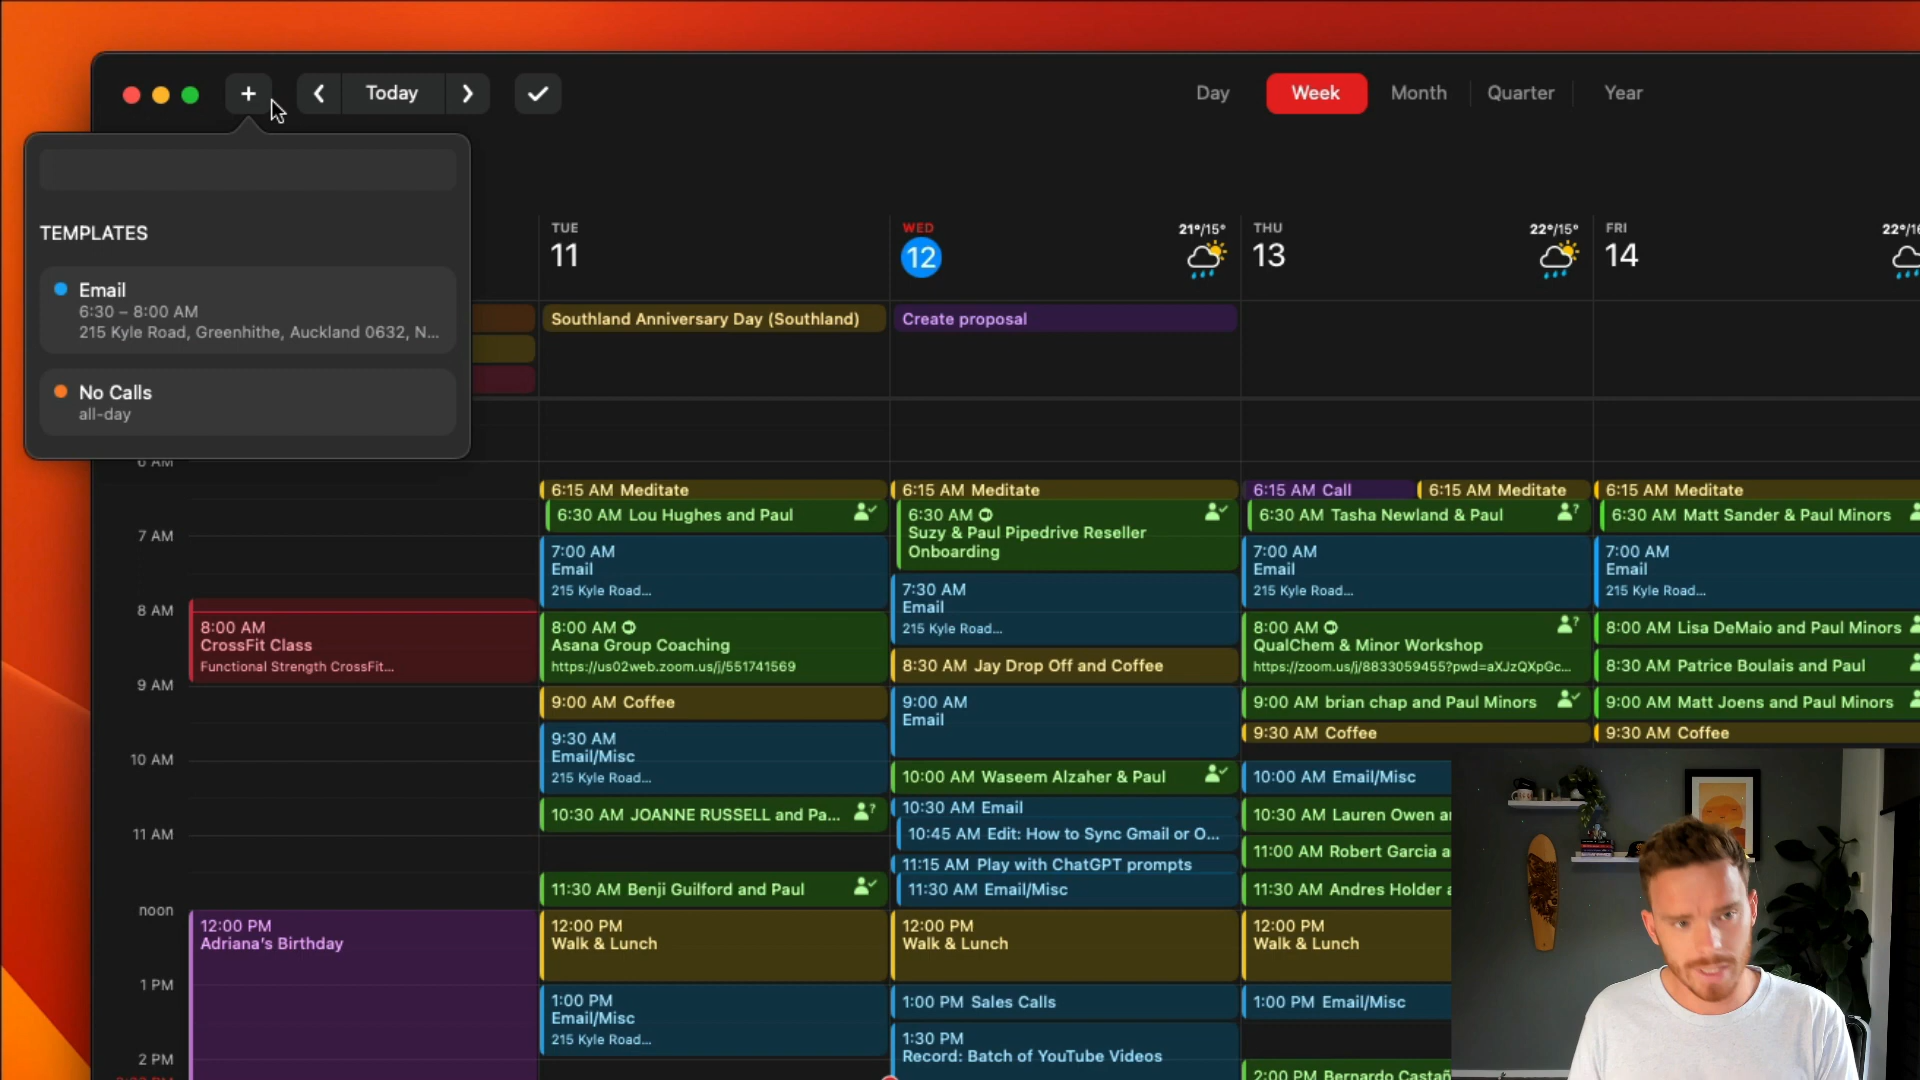 +
Today
Day
Week
Month
Quarter
Year
TEMPLATES
Email
6:30 – 8:00 AM
215 Kyle Road, Greenhithe, Auckland 0632, N...
No Calls
all-day
TUE
11
WED
12
21°/15°
THU
13
22°/15°
FRI
14
Southland Anniversary Day (Southland)
Create proposal
6 AM
7 AM
8 AM
9 AM
10 AM
11 AM
noon
1 PM
2 PM
8:00 AM
CrossFit Class
Functional Strength CrossFit...
12:00 PM
Adriana's Birthday
6:15 AM Meditate
6:30 AM Lou Hughes and Paul
7:00 AM
Email
215 Kyle Road...
8:00 AM
Asana Group Coaching
https://us02web.zoom.us/j/551741569
9:00 AM Coffee
9:30 AM
Email/Misc
215 Kyle Road...
10:30 AM JOANNE RUSSELL and Pa...
11:30 AM Benji Guilford and Paul
12:00 PM
Walk & Lunch
1:00 PM
Email/Misc
215 Kyle Road...
6:15 AM Meditate
6:30 AM
Suzy & Paul Pipedrive Reseller
Onboarding
7:30 AM
Email
215 Kyle Road...
8:30 AM Jay Drop Off and Coffee
9:00 AM
Email
10:00 AM Waseem Alzaher & Paul
10:30 AM Email
10:45 AM Edit: How to Sync Gmail or O...
11:15 AM Play with ChatGPT prompts
11:30 AM Email/Misc
12:00 PM
Walk & Lunch
1:00 PM Sales Calls
1:30 PM
Record: Batch of YouTube Videos
6:15 AM Call
6:15 AM Meditate
6:30 AM Tasha Newland & Paul
7:00 AM
Email
215 Kyle Road...
8:00 AM
QualChem & Minor Workshop
https://zoom.us/j/8833059455?pwd=aXJzQXpGc...
9:00 AM brian chap and Paul Minors
9:30 AM Coffee
10:00 AM Email/Misc
10:30 AM Lauren Owen
11:00 AM Robert Garcia
11:30 AM Andres Holder
12:00 PM
Walk & Lunch
1:00 PM Email/Misc
2:00 PM Bernardo
6:15 AM Meditate
6:30 AM Matt Sander & Paul Minors
7:00 AM
Email
215 Kyle Road...
8:00 AM Lisa DeMaio and Paul Minors
8:30 AM Patrice Boulais and Paul
9:00 AM Matt Joens and Paul Minors
9:30 AM Coffee